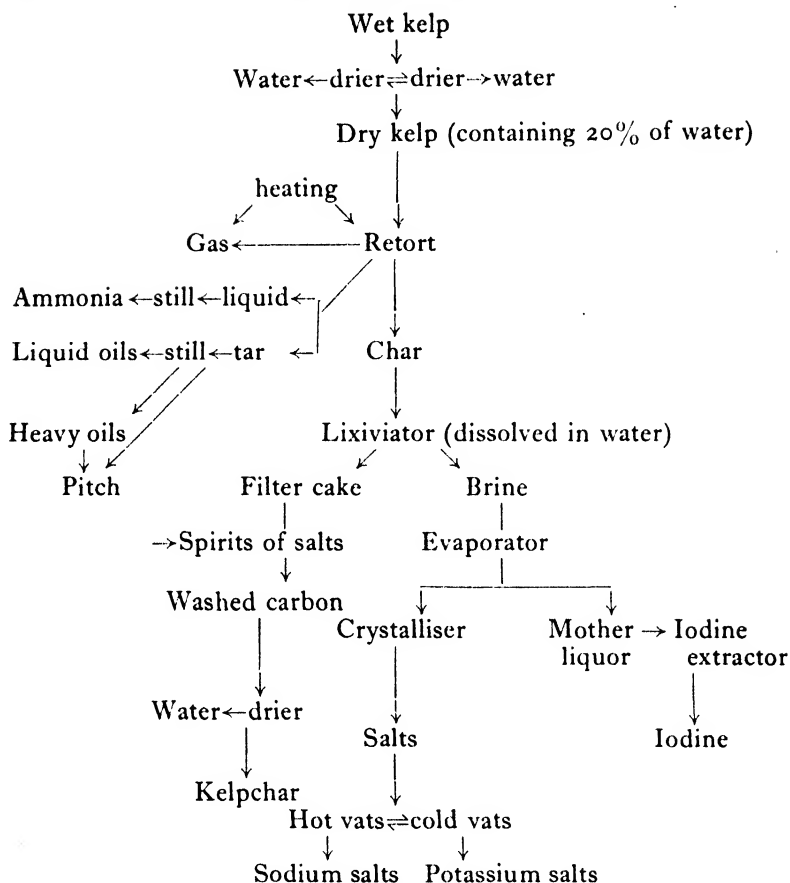 Wet kelp
Water←drier⇌drier→water
Dry kelp (containing 20% of water)
heating
Gas← Retort
Ammonia←still←liquid←
Liquid oils←still←tar ← Char
Heavy oils Lixiviator (dissolved in water)
Pitch Filter cake Brine
→Spirits of salts Evaporator
Washed carbon
Crystalliser Mother → Iodine
liquor extractor
Water←drier
Salts Iodine
Kelpchar
Hot vats⇌cold vats
Sodium salts Potassium salts